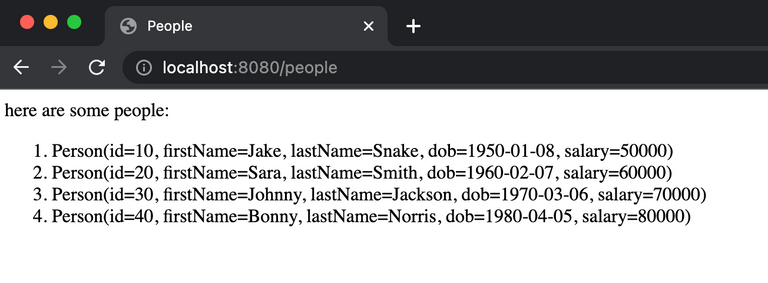 People
localhost:8080/people
here are some people:
1. Person(id=10, firstName=Jake, lastName=Snake, dob=1950-01-08, salary=50000)
2. Person(id=20, firstName=Sara, lastName=Smith, dob=1960-02-07, salary=60000)
3. Person(id=30, firstName=Johnny, lastName=Jackson, dob=1970-03-06, salary=70000)
4. Person(id=40, firstName=Bonny, lastName=Norris, dob=1980-04-05, salary=80000)